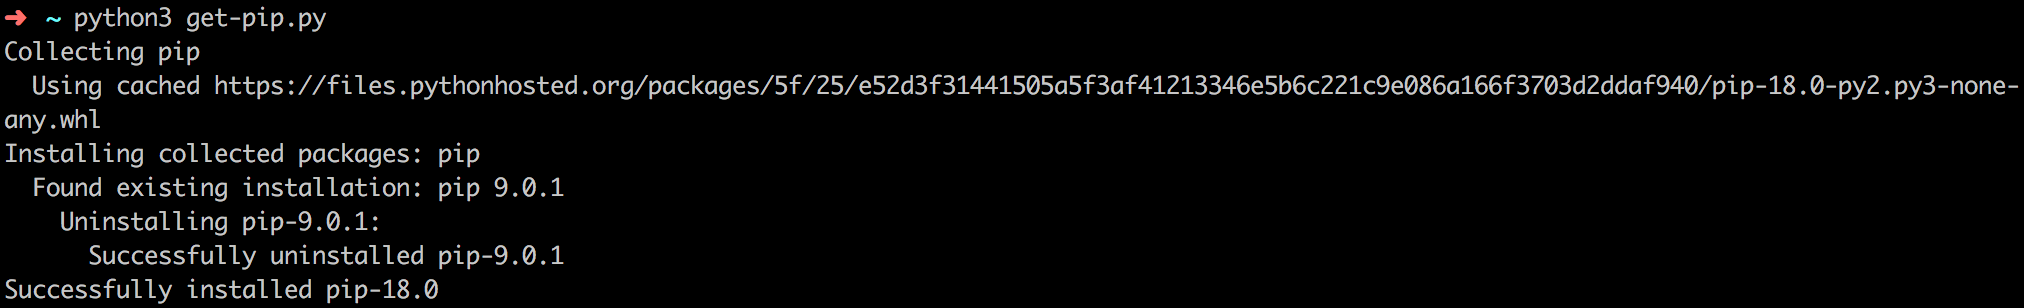 ➜ ~ python3 get-pip.py
Collecting pip
  Using cached https://files.pythonhosted.org/packages/5f/25/e52d3f31441505a5f3af41213346e5b6c221c9e086a166f3703d2ddaf940/pip-18.0-py2.py3-none-
any.whl
Installing collected packages: pip
  Found existing installation: pip 9.0.1
    Uninstalling pip-9.0.1:
      Successfully uninstalled pip-9.0.1
Successfully installed pip-18.0